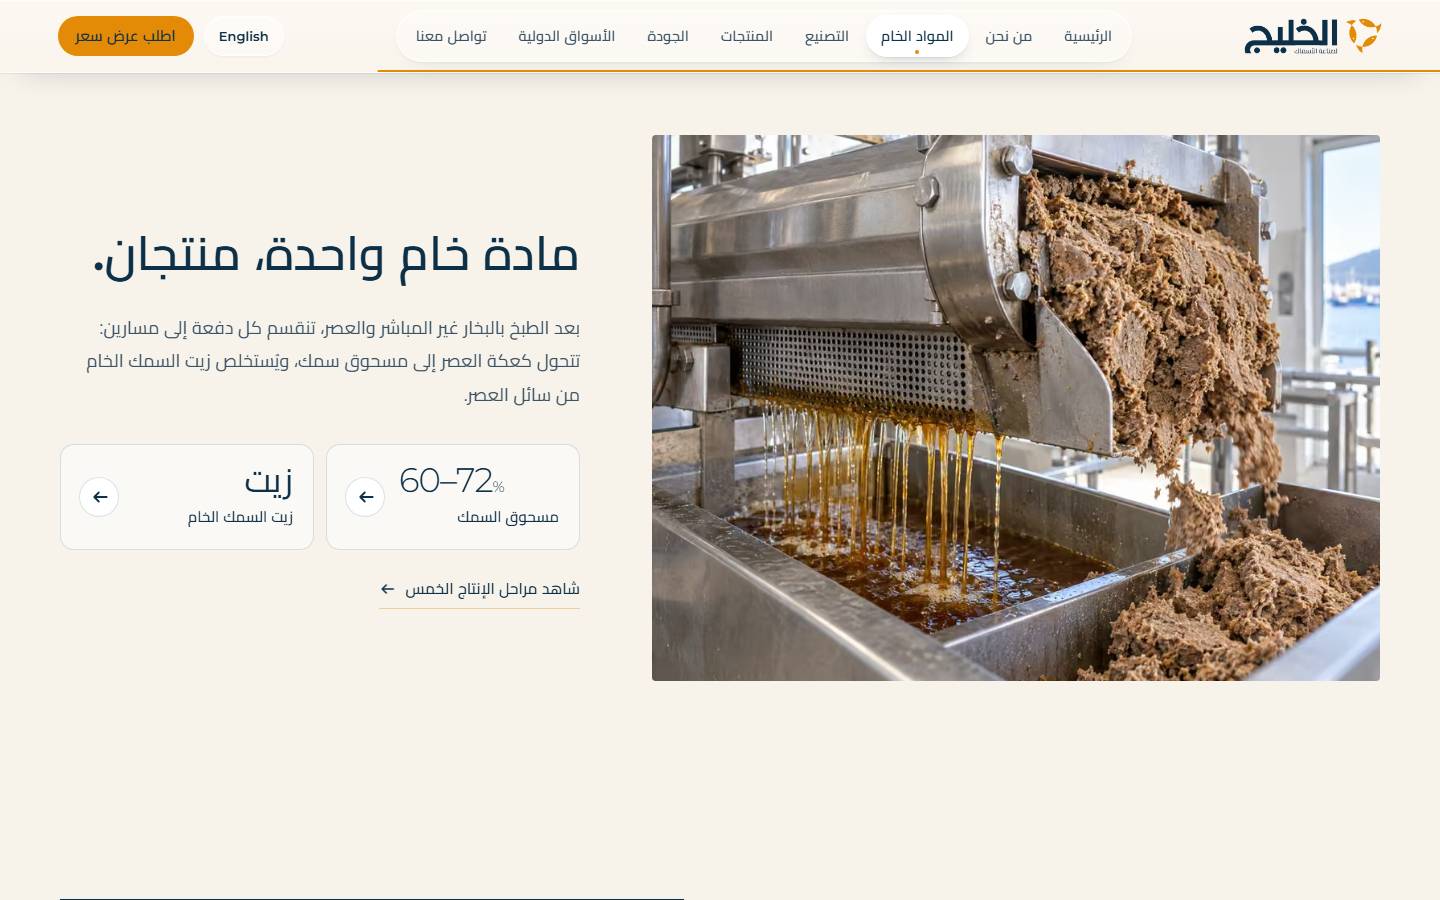 الخليج
لصناعة الأسماك
الرئيسية
من نحن
المواد الخام
التصنيع
المنتجات
الجودة
الأسواق الدولية
تواصل معنا
English
اطلب عرض سعر
مادة خام واحدة، منتجان.
بعد الطبخ بالبخار غير المباشر والعصر، تنقسم كل دفعة إلى مسارين:
تتحول كعكة العصر إلى مسحوق سمك، ويُستخلص زيت السمك الخام
من سائل العصر.
60–72%
مسحوق السمك
زيت
زيت السمك الخام
شاهد مراحل الإنتاج الخمس ←